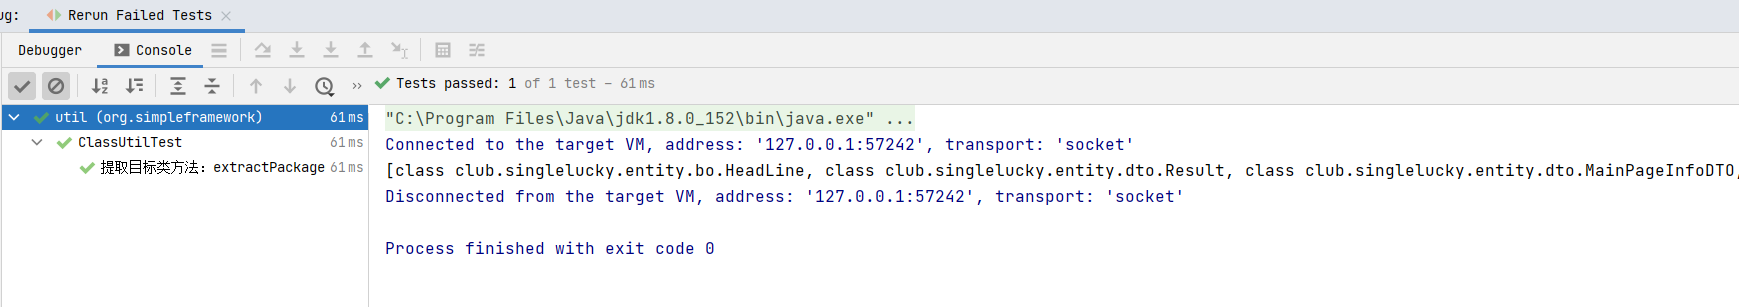 ug: Rerun Failed Tests
Debugger Console
Tests passed: 1 of 1 test – 61 ms
util (org.simpleframework) 61 ms
ClassUtilTest 61 ms
提取目标类方法：extractPackage 61 ms
"C:\Program Files\Java\jdk1.8.0_152\bin\java.exe" ...
Connected to the target VM, address: '127.0.0.1:57242', transport: 'socket'
[class club.singlelucky.entity.bo.HeadLine, class club.singlelucky.entity.dto.Result, class club.singlelucky.entity.dto.MainPageInfoDTO,
Disconnected from the target VM, address: '127.0.0.1:57242', transport: 'socket'
Process finished with exit code 0